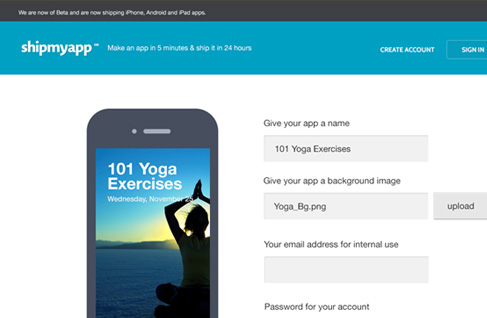 We are now of Beta and are now shipping iPhone, Android and iPad apps.
shipmyapp™ Make an app in 5 minutes & ship it in 24 hours CREATE ACCOUNT SIGN IN
Give your app a name
101 Yoga Exercises
101 Yoga
Exercises
Wednesday, November 25
Give your app a background image
Yoga_Bg.png upload
Your email address for internal use
Password for your account